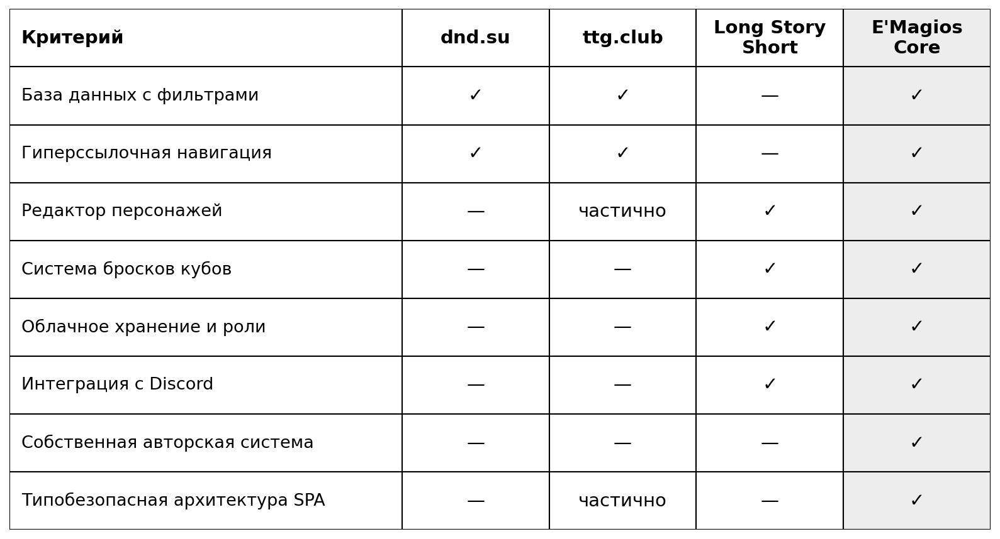 Критерий dnd.su ttg.club Long Story Short E'Magios Core
База данных с фильтрами ✓ ✓ — ✓
Гиперссылочная навигация ✓ ✓ — ✓
Редактор персонажей — частично ✓ ✓
Система бросков кубов — — ✓ ✓
Облачное хранение и роли — — ✓ ✓
Интеграция с Discord — — ✓ ✓
Собственная авторская система — — — ✓
Типобезопасная архитектура SPA — частично — ✓